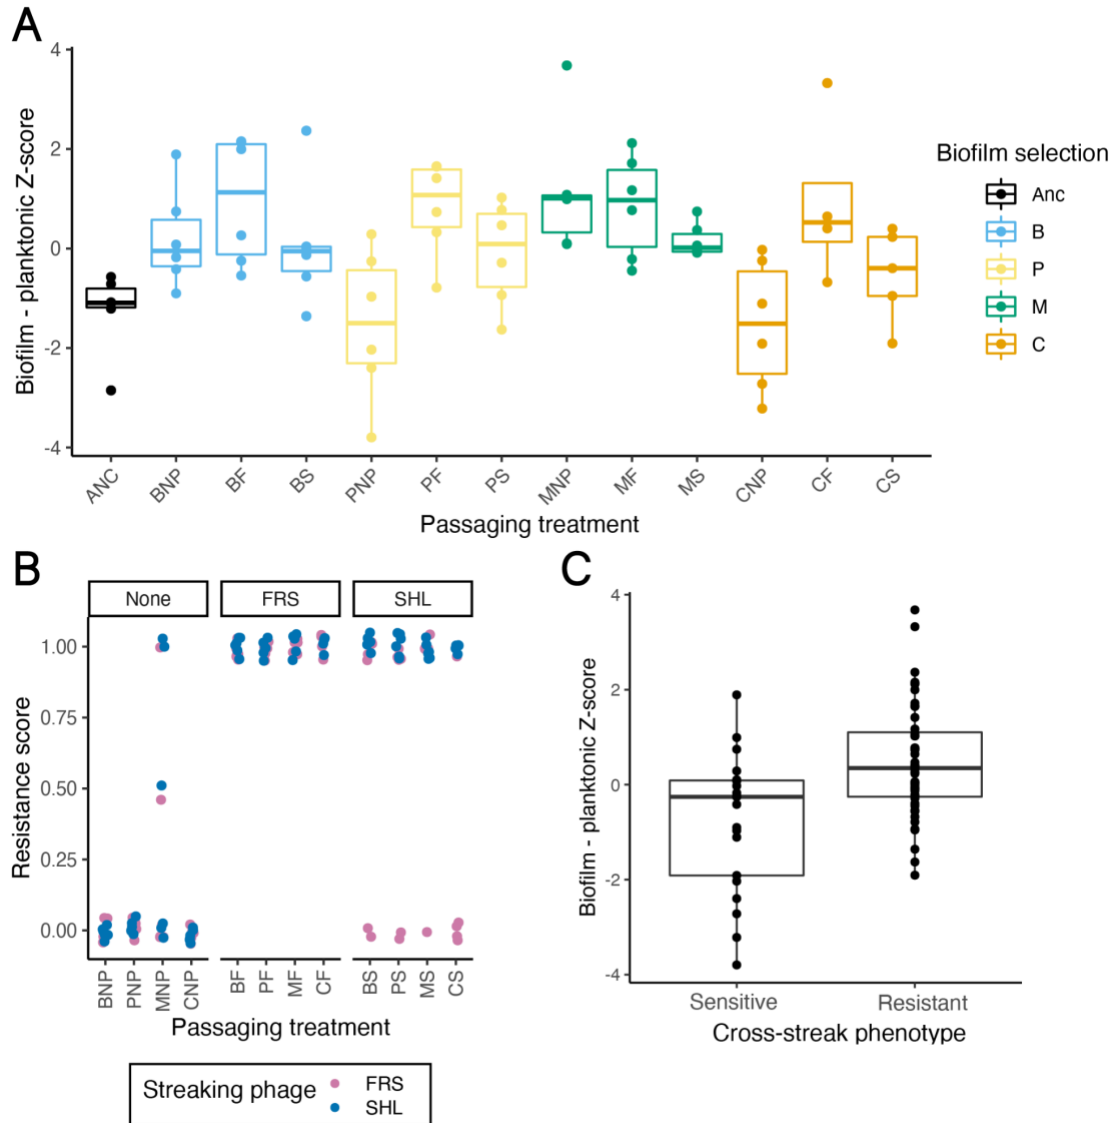 A
Biofilm - planktonic Z-score
4
2
0
-2
-4
ANC BNP BF BS PNP PF PS MNP MF MS CNP CF CS
Passaging treatment
Biofilm selection
Anc
B
P
M
C
B
None FRS SHL
Resistance score
1.00
0.75
0.50
0.25
0.00
BNP PNP MNP CNP BF PF MF CF BS PS MS CS
Passaging treatment
Streaking phage
FRS
SHL
C
Biofilm - planktonic Z-score
4
2
0
-2
-4
Sensitive Resistant
Cross-streak phenotype